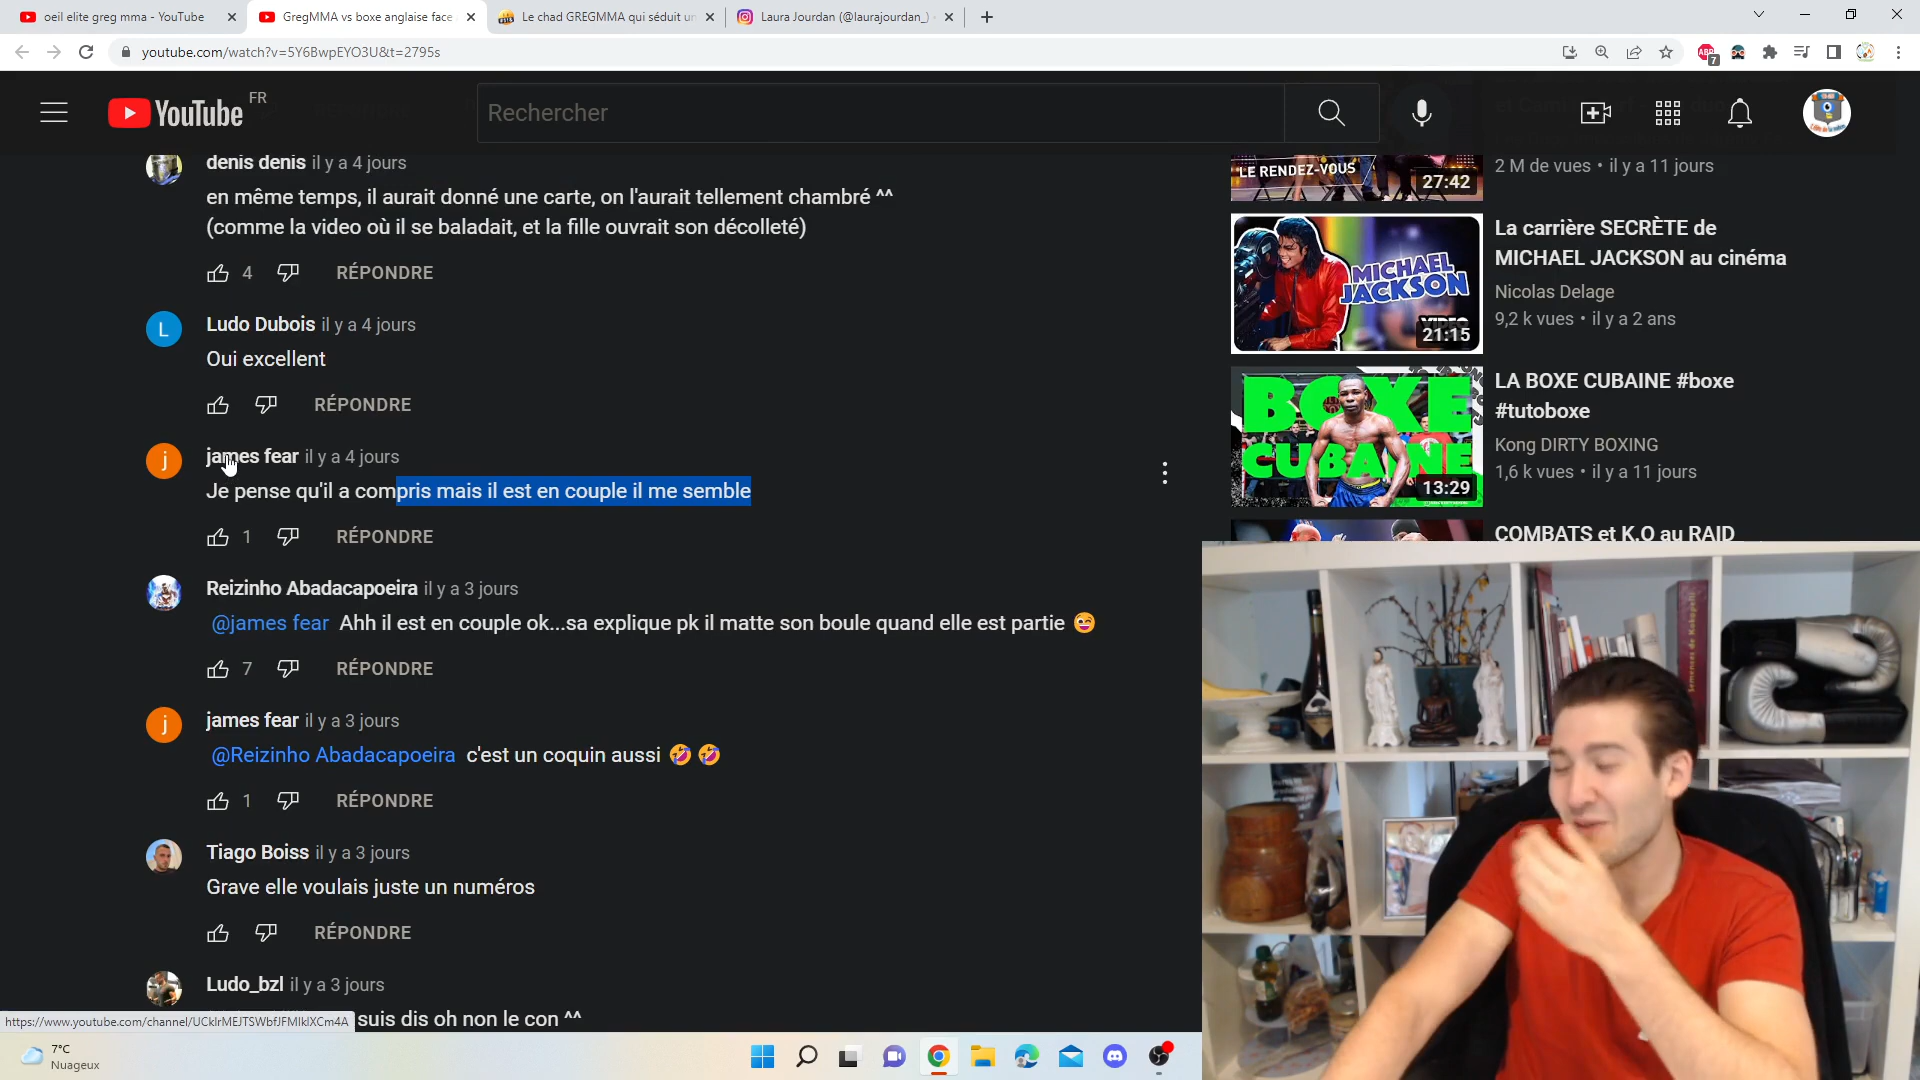 oeil elite greg mma - YouTube
GregMMA vs boxe anglaise face
Le chad GREGMMA qui séduit un
Laura Jourdan (@laurajourdan_)
youtube.com/watch?v=5Y6BwpEYO3U&t=2795s
7
YouTube FR
Rechercher
denis denis il y a 4 jours
en même temps, il aurait donné une carte, on l'aurait tellement chambré ^^
(comme la video où il se baladait, et la fille ouvrait son décolleté)
4 RÉPONDRE
Ludo Dubois il y a 4 jours
L
Oui excellent
RÉPONDRE
james fear il y a 4 jours
j
Je pense qu'il a compris mais il est en couple il me semble
1 RÉPONDRE
Reizinho Abadacapoeira il y a 3 jours
@james fear Ahh il est en couple ok...sa explique pk il matte son boule quand elle est partie 😄
7 RÉPONDRE
james fear il y a 3 jours
j
@Reizinho Abadacapoeira c'est un coquin aussi 🤣 🤣
1 RÉPONDRE
Tiago Boiss il y a 3 jours
Grave elle voulais juste un numéros
RÉPONDRE
Ludo_bzl il y a 3 jours
suis dis oh non le con ^^
https://www.youtube.com/channel/UCklrMEJTSWbfJFMIklXCm4A
LE RENDEZ-VOUS
27:42
2 M de vues • il y a 11 jours
MICHAEL
JACKSON
21:15
La carrière SECRÈTE de
MICHAEL JACKSON au cinéma
Nicolas Delage
9,2 k vues • il y a 2 ans
BOXE
CUBAINE
13:29
LA BOXE CUBAINE #boxe
#tutoboxe
Kong DIRTY BOXING
1,6 k vues • il y a 11 jours
COMBATS et K.O au RAID
7°C
Nuageux